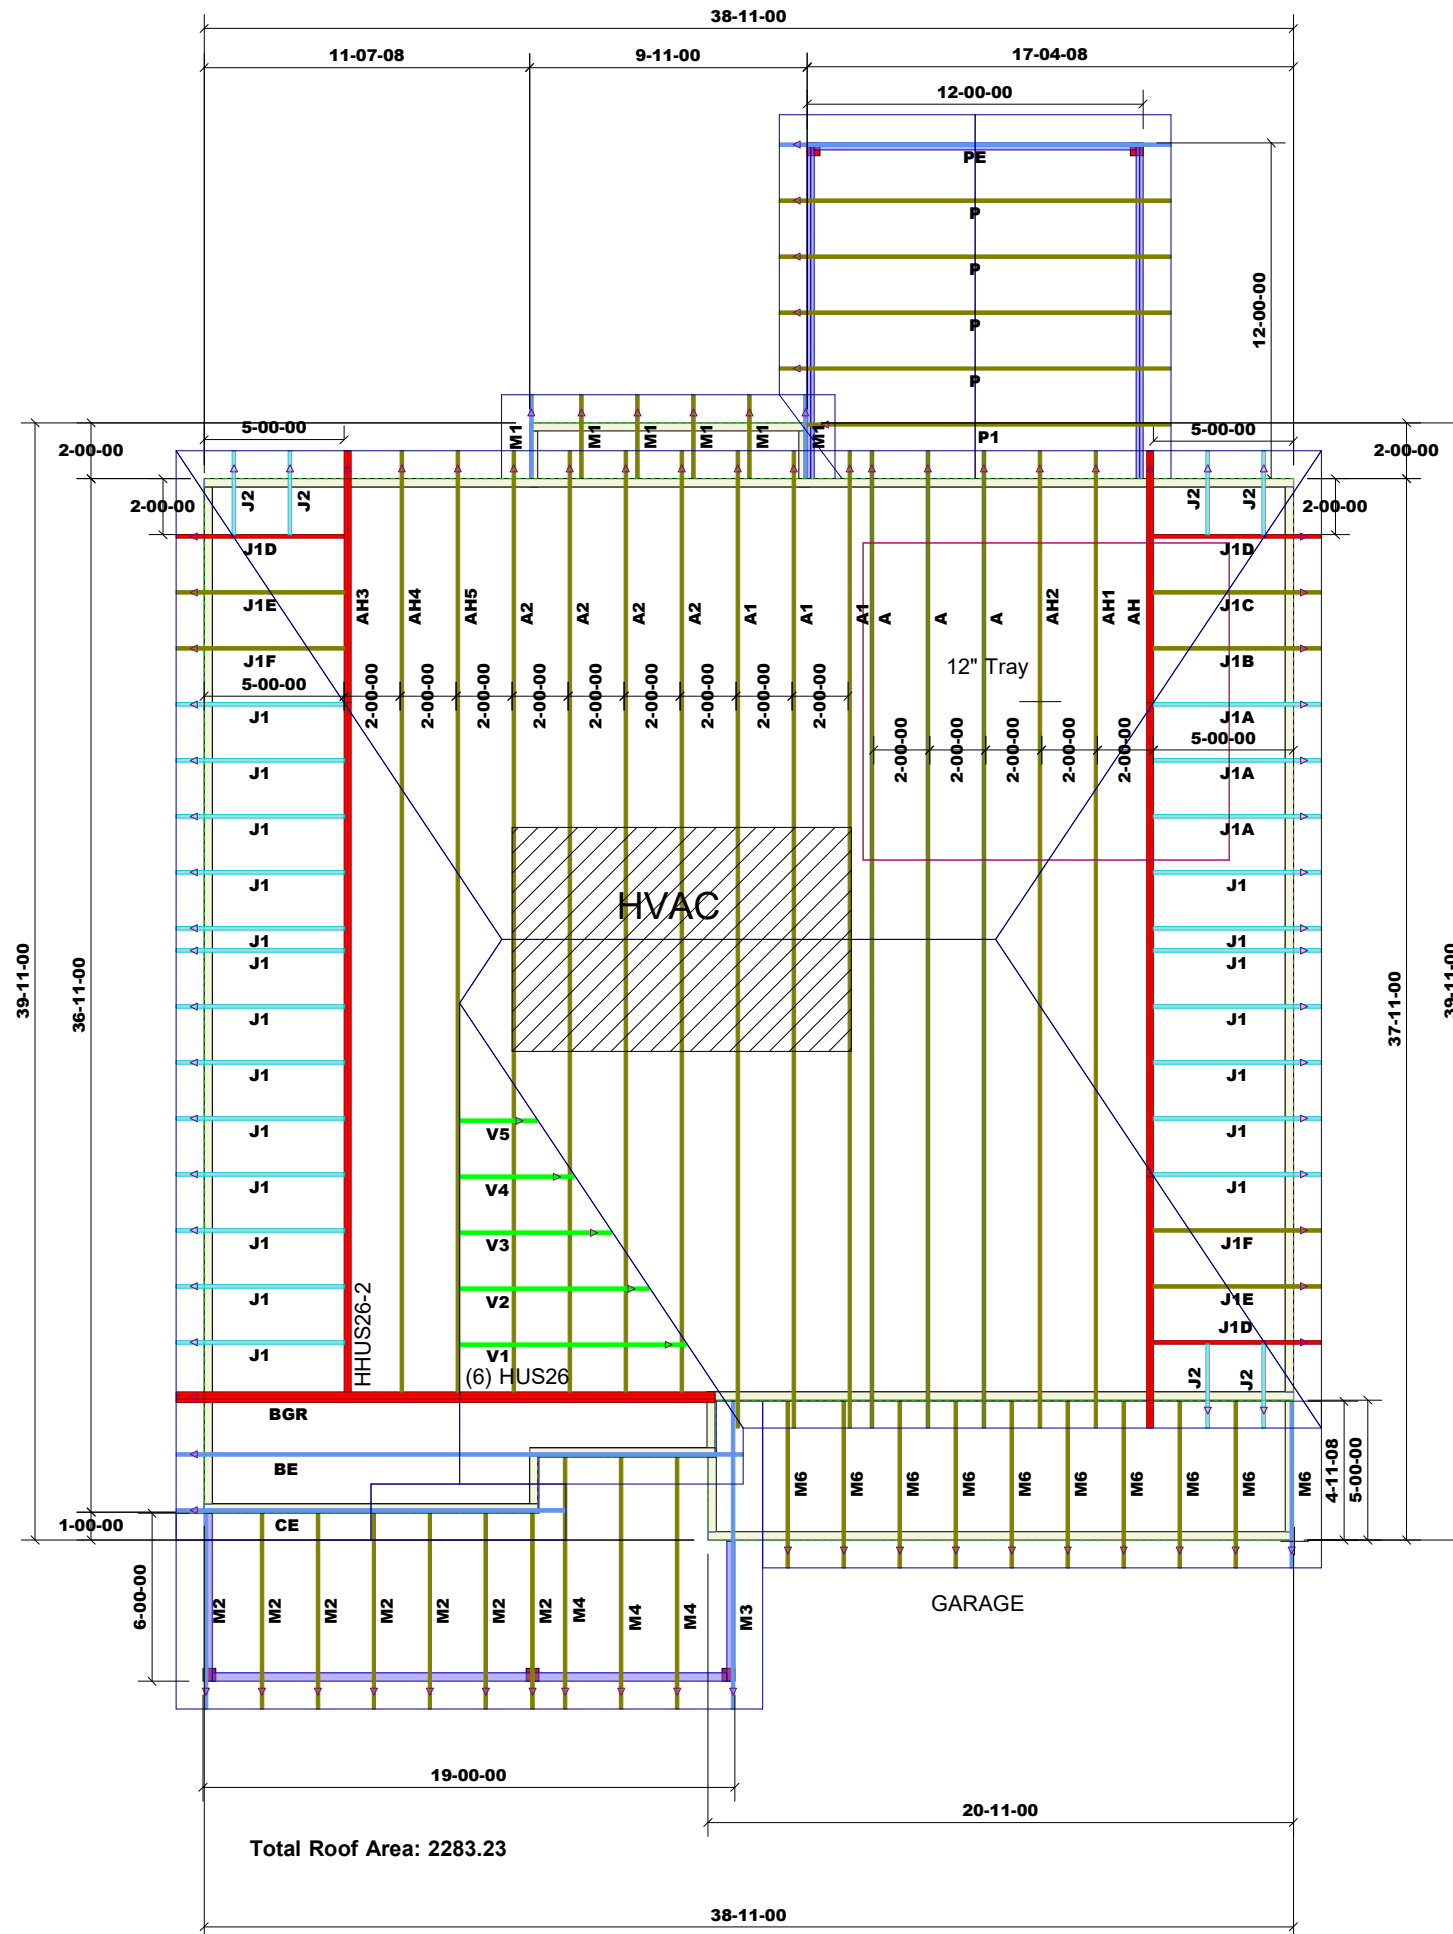 38-11-00
11-07-08
9-11-00
17-04-08
12-00-00
PE
P
P
P
P
P1
12-00-00
5-00-00
2-00-00
2-00-00
M1
M1
M1
M1
M1
M1
5-00-00
2-00-00
2-00-00
J2
J2
J2
J2
J1D
J1E
J1F
5-00-00
J1D
J1C
J1B
AH3
AH4
AH5
A2
A2
A2
A2
A1
A1
A1
A
A
A
AH2
AH1
AH
12" Tray
2-00-00
2-00-00
2-00-00
2-00-00
2-00-00
2-00-00
2-00-00
2-00-00
2-00-00
2-00-00
2-00-00
2-00-00
2-00-00
2-00-00
5-00-00
J1
J1
J1
J1
J1
J1
J1
J1
J1
J1
J1
J1
J1
J1A
J1A
J1A
J1
J1
J1
J1
J1
J1
J1
J1F
J1E
J1D
J2
J2
HVAC
39-11-00
36-11-00
37-11-00
39-11-00
V5
V4
V3
V2
V1
HHUS26-2
(6) HUS26
BGR
BE
CE
1-00-00
6-00-00
M2
M2
M2
M2
M2
M2
M2
M4
M4
M4
M3
M6
M6
M6
M6
M6
M6
M6
M6
M6
M6
4-11-08
5-00-00
GARAGE
19-00-00
20-11-00
Total Roof Area: 2283.23
38-11-00